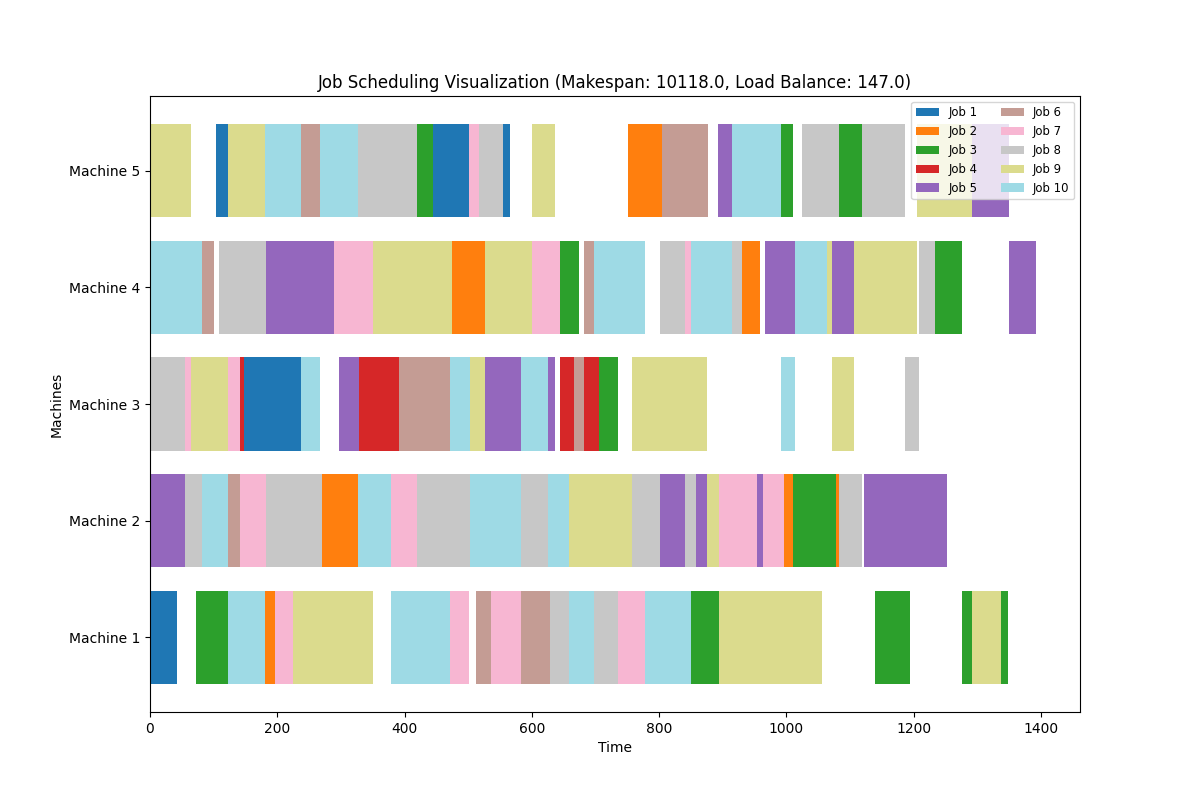 Job Scheduling Visualization (Makespan: 10118.0, Load Balance: 147.0)
Job 1
Job 2
Job 3
Job 4
Job 5
Job 6
Job 7
Job 8
Job 9
Job 10
Machine 5
Machine 4
Machine 3
Machine 2
Machine 1
Machines
0 200 400 600 800 1000 1200 1400
Time